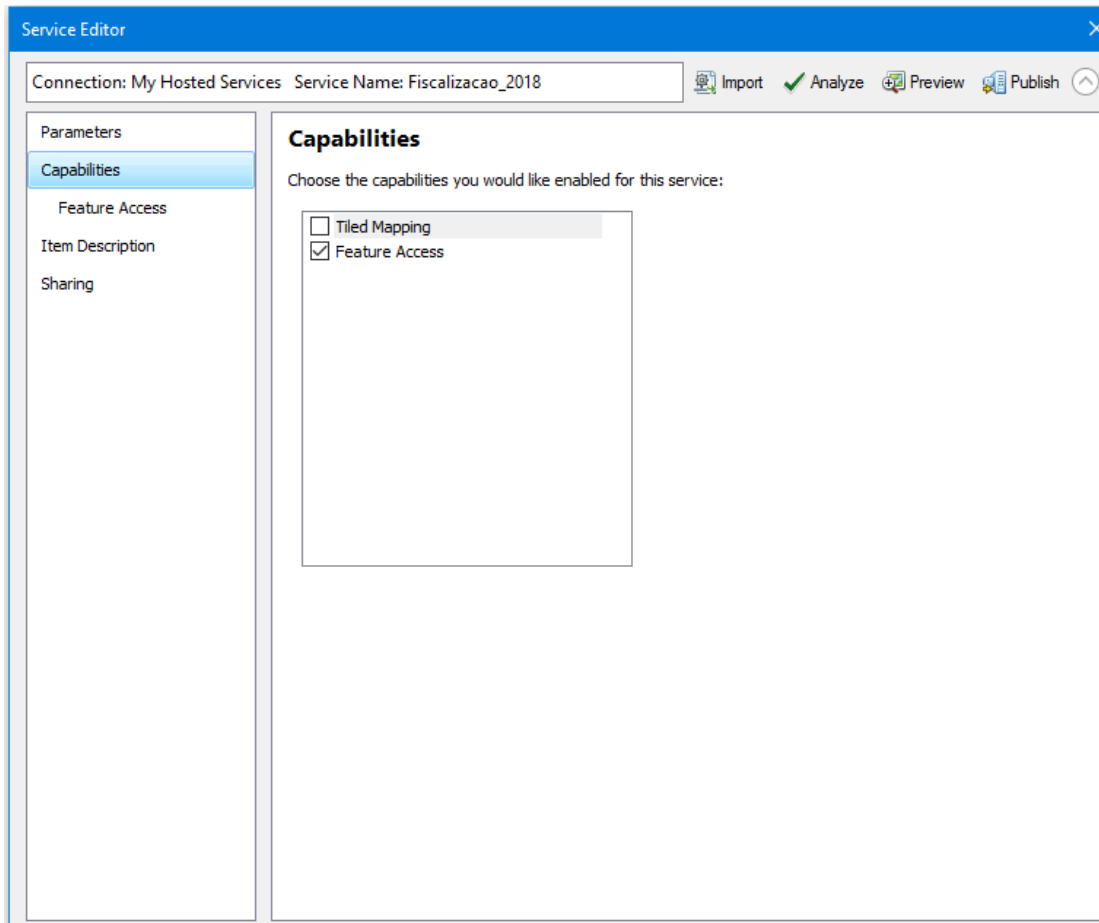 Service Editor
Connection: My Hosted Services Service Name: Fiscalizacao_2018
Import
Analyze
Preview
Publish
Parameters
Capabilities
Feature Access
Item Description
Sharing
Capabilities
Choose the capabilities you would like enabled for this service:
Tiled Mapping
Feature Access